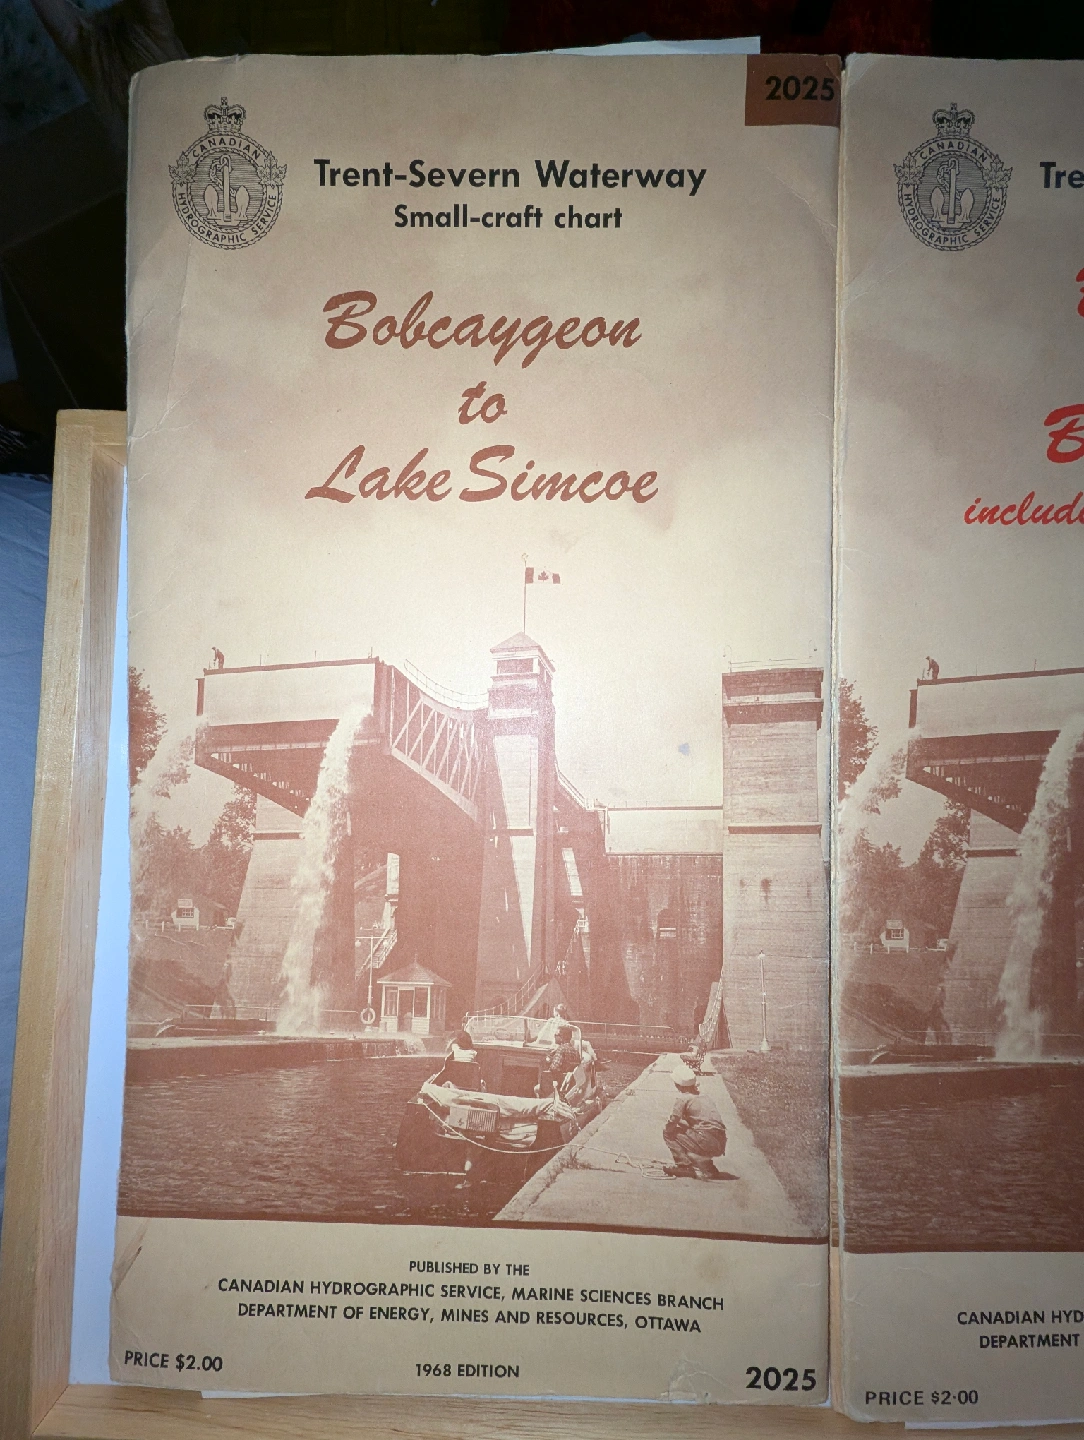 2025
CANADIAN
HYDROGRAPHIC SERVICE
Trent-Severn Waterway
Small-craft chart
Bobcaygeon
to
Lake Simcoe
PUBLISHED BY THE
CANADIAN HYDROGRAPHIC SERVICE, MARINE SCIENCES BRANCH
DEPARTMENT OF ENERGY, MINES AND RESOURCES, OTTAWA
PRICE $2.00
1968 EDITION
2025
CANADIAN
HYDROGRAPHIC SERVICE
Tre
B
includ
CANADIAN HYD
DEPARTMENT
PRICE $2.00